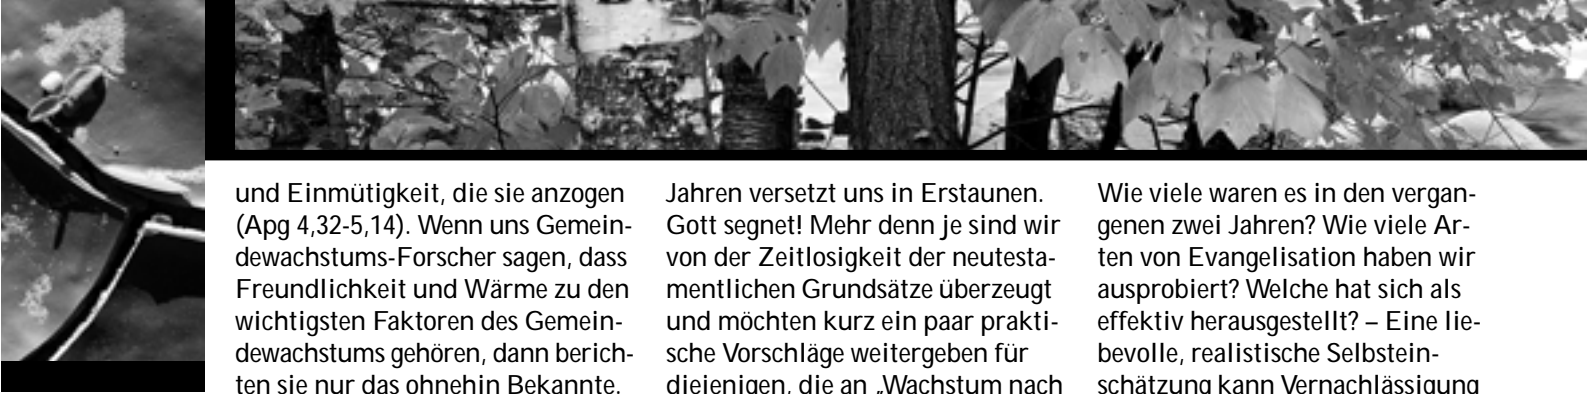 und Einmütigkeit, die sie anzogen
(Apg 4,32-5,14). Wenn uns Gemein-
dewachstums-Forscher sagen, dass
Freundlichkeit und Wärme zu den
wichtigsten Faktoren des Gemein-
dewachstums gehören, dann berich-
ten sie nur das ohnehin Bekannte.
Jahren versetzt uns in Erstaunen.
Gott segnet! Mehr denn je sind wir
von der Zeitlosigkeit der neutesta-
mentlichen Grundsätze überzeugt
und möchten kurz ein paar prakti-
sche Vorschläge weitergeben für
diejenigen, die an „Wachstum nach
Wie viele waren es in den vergan-
genen zwei Jahren? Wie viele Ar-
ten von Evangelisation haben wir
ausprobiert? Welche hat sich als
effektiv herausgestellt? – Eine lie-
bevolle, realistische Selbstein-
schätzung kann Vernachlässigung